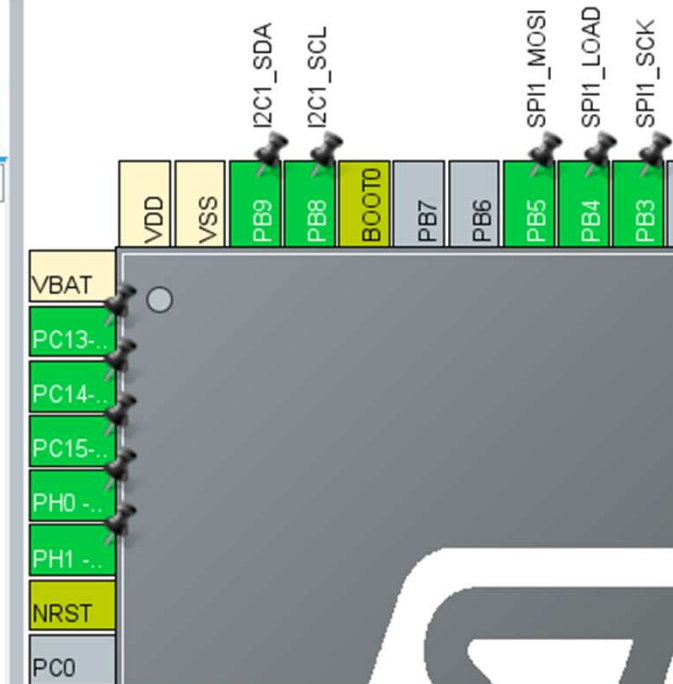 I2C1_SDA
I2C1_SCL
SPI1_MOSI
SPI1_LOAD
SPI1_SCK
VDD
VSS
PB9
PB8
BOOT0
PB7
PB6
PB5
PB4
PB3
VBAT
PC13-..
PC14-..
PC15-..
PH0 -..
PH1 -..
NRST
PC0